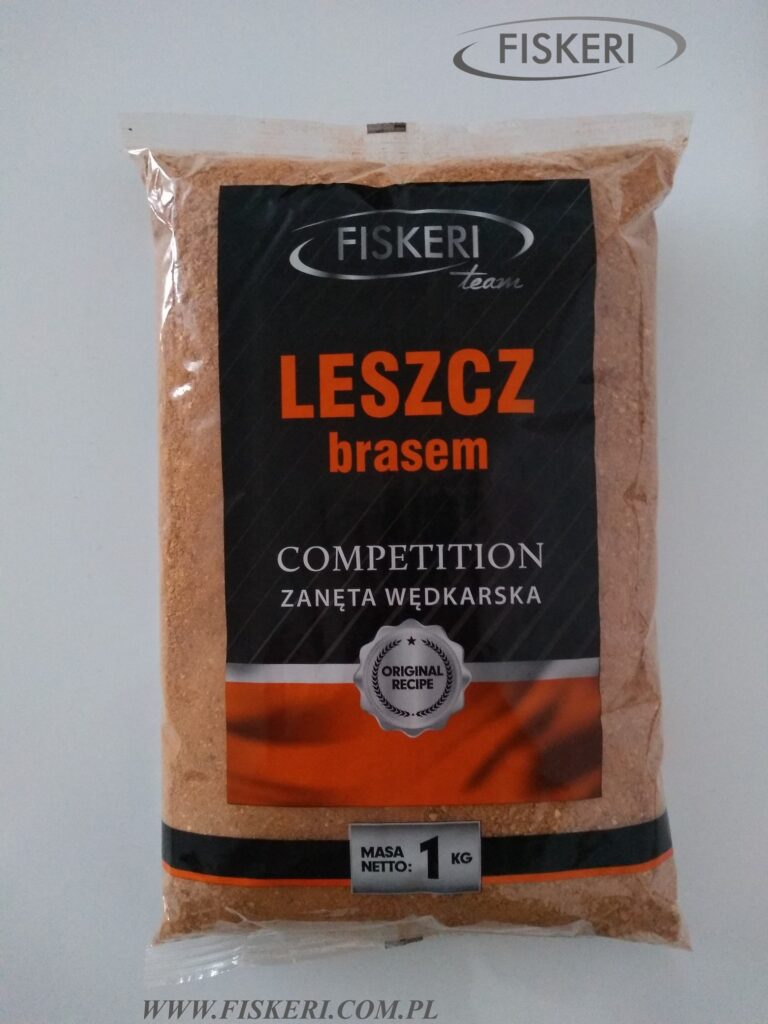 FISKERI
FISKERI
team
LESZCZ
brasem
COMPETITION
ZANĘTA WĘDKARSKA
ORIGINAL
RECIPE
MASA
NETTO: 1 KG
WWW.FISKERI.COM.PL